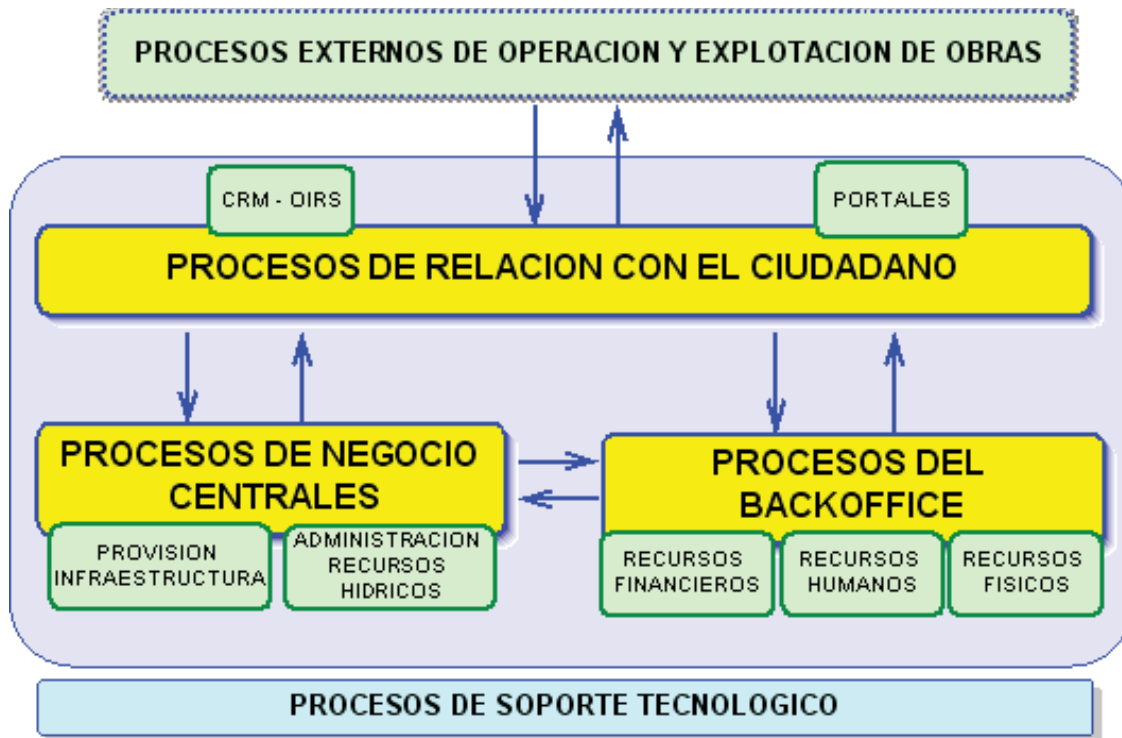 PROCESOS EXTERNOS DE OPERACION Y EXPLOTACION DE OBRAS
CRM - OIRS
PORTALES
PROCESOS DE RELACION CON EL CIUDADANO
PROCESOS DE NEGOCIO
CENTRALES
PROVISION
INFRAESTRUCTURA
ADMINISTRACION
RECURSOS
HIDRICOS
PROCESOS DEL
BACKOFFICE
RECURSOS
FINANCIEROS
RECURSOS
HUMANOS
RECURSOS
FISICOS
PROCESOS DE SOPORTE TECNOLOGICO